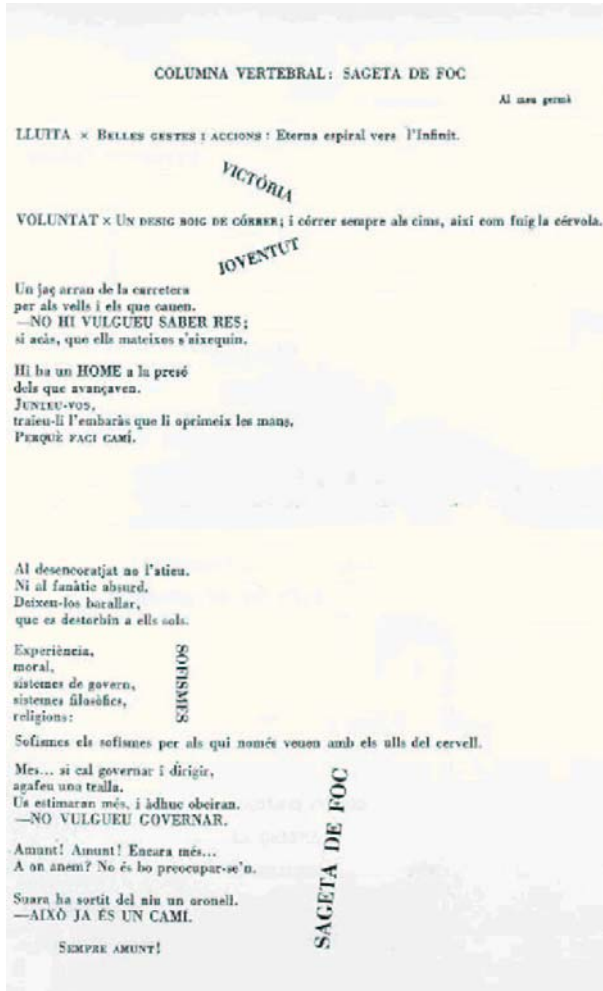 COLUMNA VERTEBRAL: SAGETA DE FOC
Al meu germà
LLUITA × BELLES GESTES I ACCIONS: Eterna espiral vers l'Infinit.
VICTÒRIA
VOLUNTAT × UN DESIG BOIG DE CÓRRER; i córrer sempre als cims, així com fuig la cérvola.
JOVENTUT
Un jaç arran de la carretera
per als vells i els que cauen.
—NO HI VULGUEU SABER RES;
si acàs, que ells mateixos s'aixequin.
Hi ha un HOME a la presó
dels que avançaven.
JUNYEU-VOS,
traieu-li l'embaràs que li oprimeix les mans,
PERQUÈ FACI CAMÍ.
Al desencoratjat no l'atieu.
Ni al fanàtic absurd.
Deixeu-los barallar,
que es destorbin a ells sols.
Experiència,
moral,
sistemes de govern,
sistemes filosòfics,
religions:
SOFISMES
Sofismes els sofismes per als qui només veuen amb els ulls del cervell.
Mes... si cal governar i dirigir,
agafeu una tralla.
Us estimaran més, i àdhuc obeiran.
—NO VULGUEU GOVERNAR.
Amunt! Amunt! Encara més...
A on anem? No és bo preocupar-se'n.
Suara ha sortit del niu un oronell.
—AIXÒ JA ÉS UN CAMÍ.
SEMPRE AMUNT!
SAGETA DE FOC